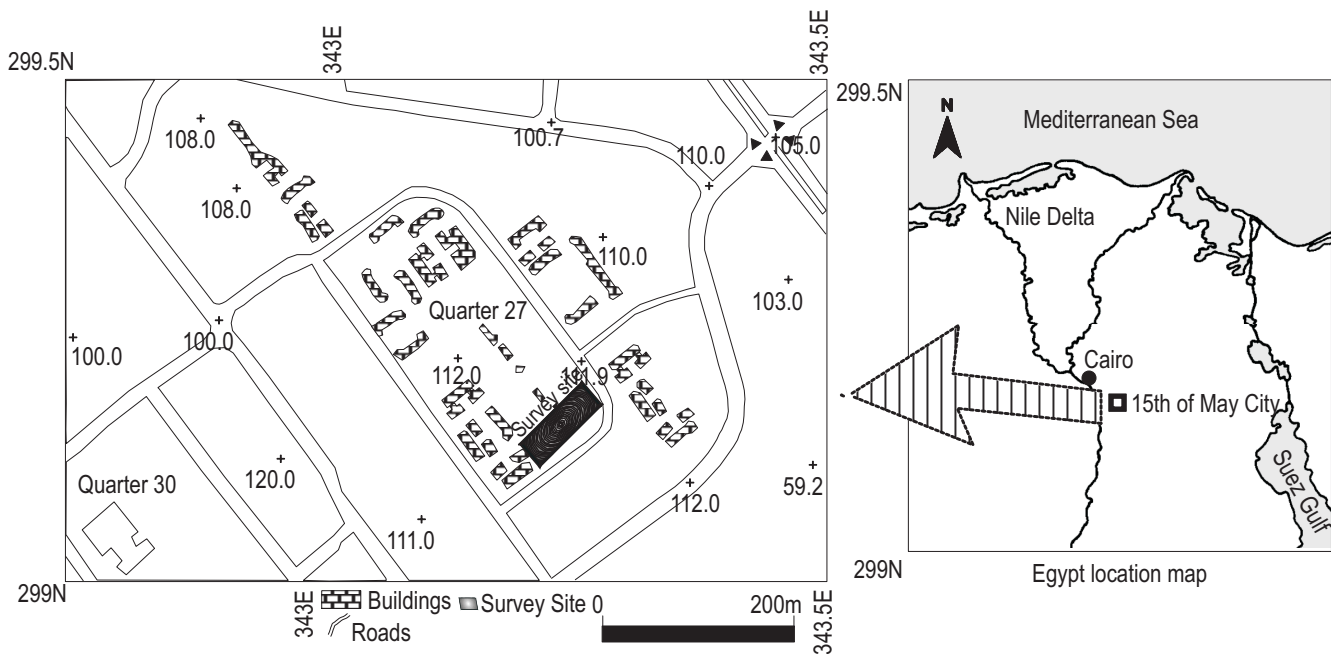 343E
343.5E
299.5N
108.0
100.7
110.0
105.0
108.0
110.0
103.0
Quarter 27
100.0
100.0
112.0
111.9
Survey site
120.0
Quarter 30
111.0
112.0
59.2
299N
343E
343.5E
Buildings
Survey Site
Roads
0
200m
299.5N
N
Mediterranean Sea
Nile Delta
Cairo
15th of May City
Suez Gulf
299N
Egypt location map